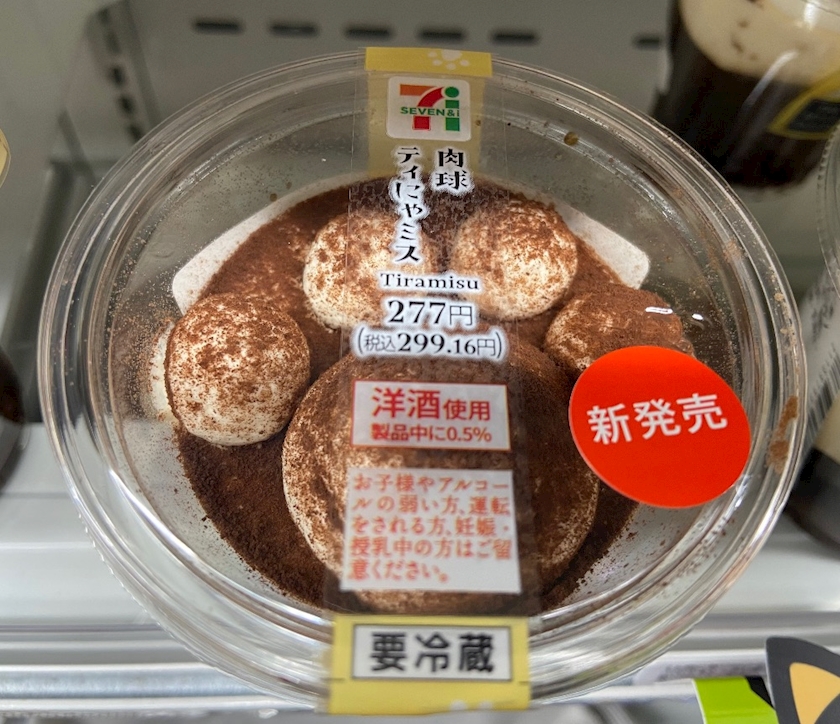 SEVEN&i
肉球
ティにゃミス
Tiramisu
277円
(税込299.16円)
洋酒使用
製品中に0.5%
お子様やアルコー
ルの弱い方、運転
をされる方、妊娠・
授乳中の方はご留
意ください。
要冷蔵
新発売